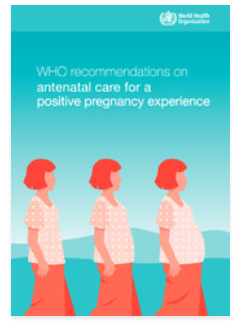 World Health
Organization
WHO recommendations on
antenatal care for a
positive pregnancy experience